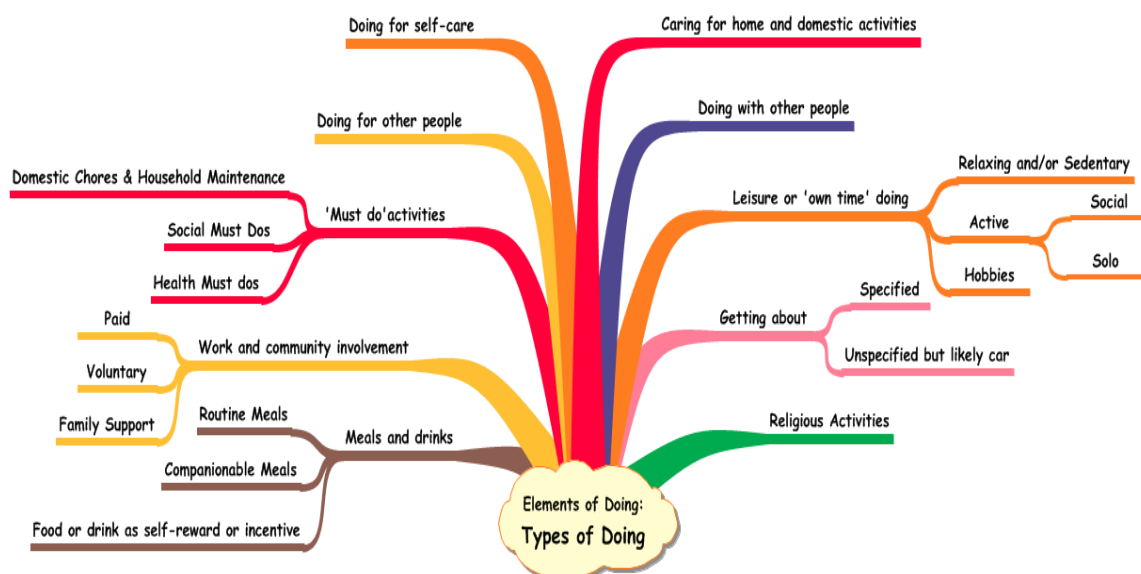 Doing for self-care
Doing for other people
'Must do'activities
Domestic Chores & Household Maintenance
Social Must Dos
Health Must dos
Work and community involvement
Paid
Voluntary
Family Support
Meals and drinks
Routine Meals
Companionable Meals
Food or drink as self-reward or incentive
Elements of Doing:
Types of Doing
Caring for home and domestic activities
Doing with other people
Leisure or 'own time' doing
Relaxing and/or Sedentary
Active
Social
Solo
Hobbies
Getting about
Specified
Unspecified but likely car
Religious Activities